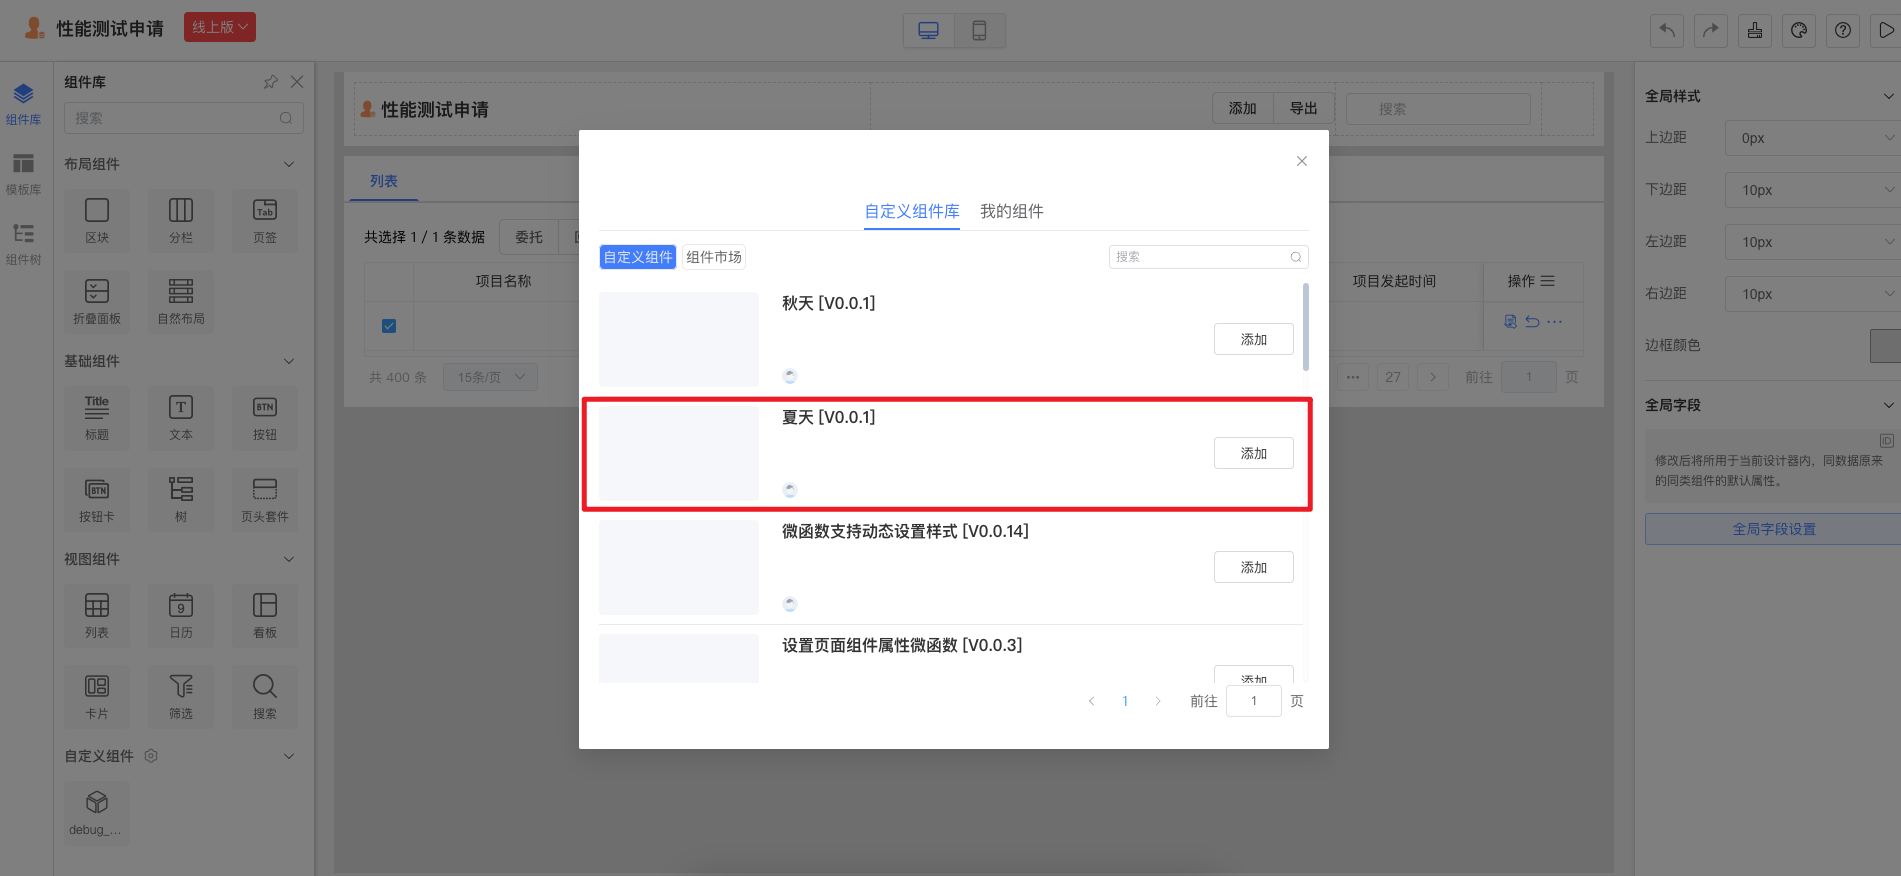 性能测试申请
线上版
组件库
模板库
组件树
组件库
搜索
布局组件
区块
分栏
Tab
页签
折叠面板
自然布局
基础组件
Title
标题
T
文本
BTN
按钮
BTN
按钮卡
树
页头套件
视图组件
列表
9
日历
看板
卡片
筛选
搜索
自定义组件
debug_...
性能测试申请
添加
导出
搜索
列表
共选择 1 / 1 条数据
委托
项目名称
项目发起时间
操作
共 400 条
15条/页
27
前往
1
页
自定义组件库
我的组件
自定义组件
组件市场
搜索
秋天 [V0.0.1]
添加
夏天 [V0.0.1]
添加
微函数支持动态设置样式 [V0.0.14]
添加
设置页面组件属性微函数 [V0.0.3]
添加
1
前往
1
页
全局样式
上边距
0px
下边距
10px
左边距
10px
右边距
10px
边框颜色
全局字段
ID
修改后将所用于当前设计器内，同数据原来
的同类组件的默认属性。
全局字段设置